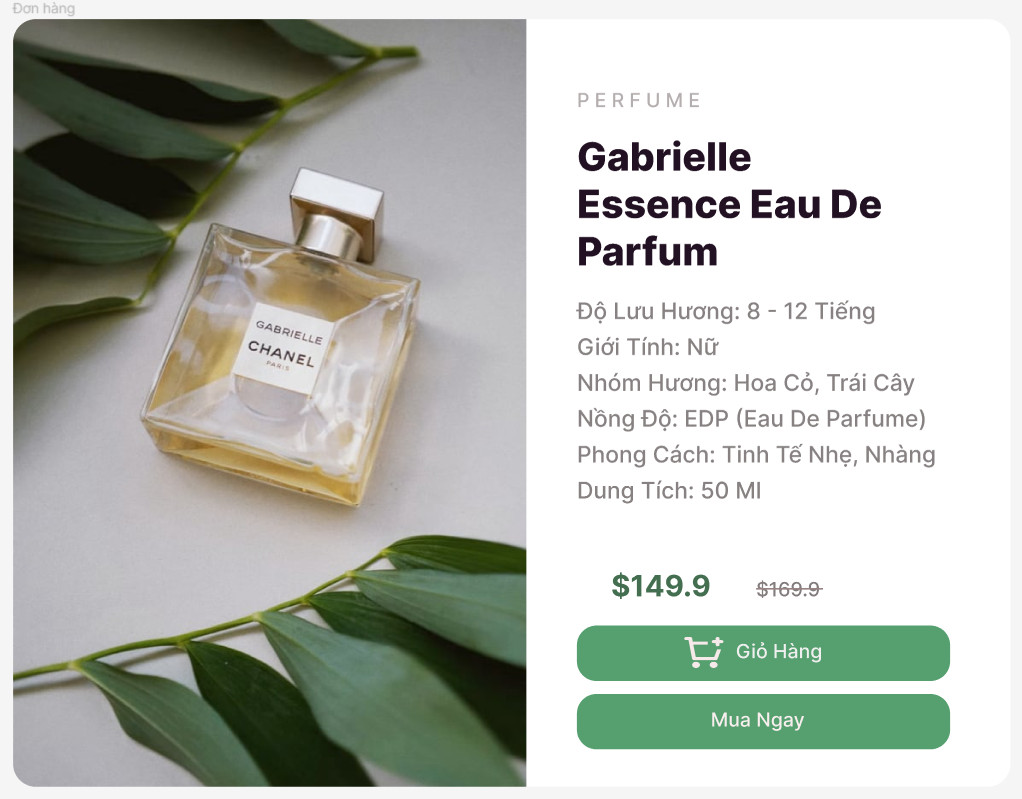 Đơn hàng
GABRIELLE
CHANEL
PARIS
PERFUME
Gabrielle
Essence Eau De
Parfum
Độ Lưu Hương: 8 - 12 Tiếng
Giới Tính: Nữ
Nhóm Hương: Hoa Cỏ, Trái Cây
Nồng Độ: EDP (Eau De Parfume)
Phong Cách: Tinh Tế Nhẹ, Nhàng
Dung Tích: 50 Ml
$149.9 $169.9
Giỏ Hàng
Mua Ngay